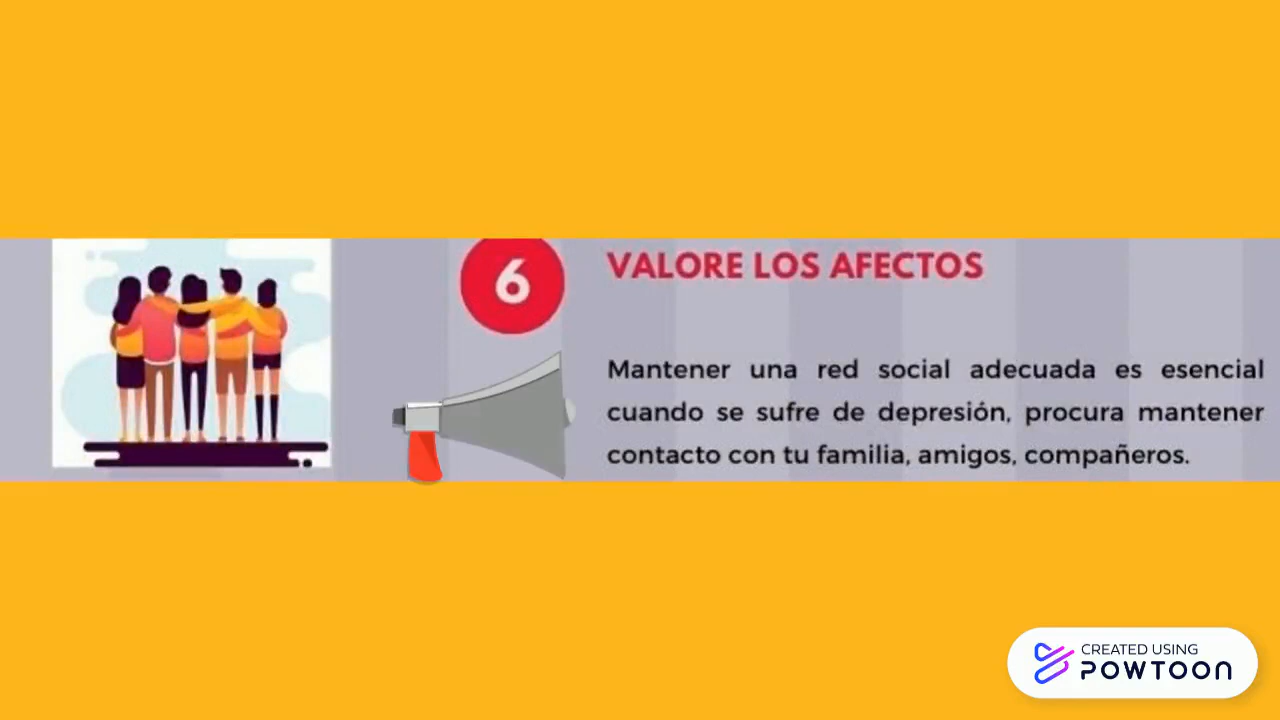 6
VALORE LOS AFECTOS
Mantener una red social adecuada es esencial
cuando se sufre de depresión, procura mantener
contacto con tu familia, amigos, compañeros.
CREATED USING
POWTOON